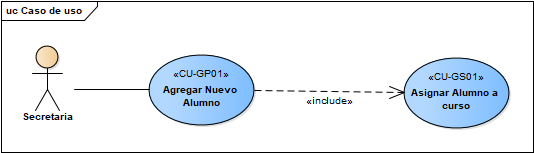 uc Caso de uso
Secretaria
«CU-GP01»
Agregar Nuevo
Alumno
«include»
«CU-GS01»
Asignar Alumno a
curso